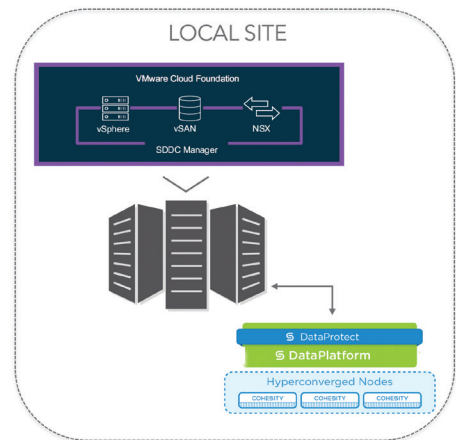 LOCAL SITE
VMware Cloud Foundation
vSphere vSAN NSX
SDDC Manager
DataProtect
DataPlatform
Hyperconverged Nodes
COHESITY COHESITY COHESITY